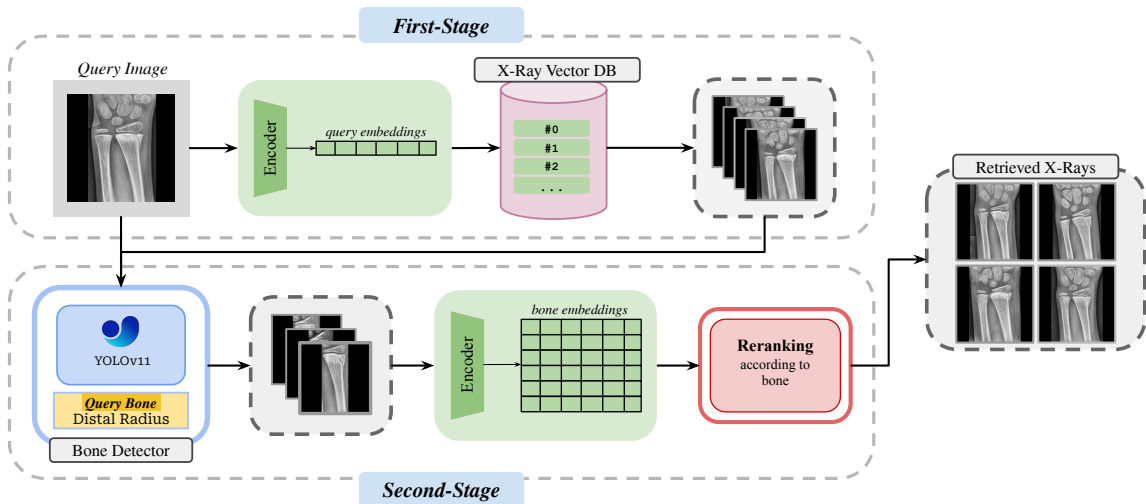 First-Stage
Query Image
X-Ray Vector DB
Encoder
query embeddings
#0
#1
#2
...
Retrieved X-Rays
YOLOv11
Query Bone
Distal Radius
Bone Detector
Encoder
bone embeddings
Reranking
according to
bone
Second-Stage